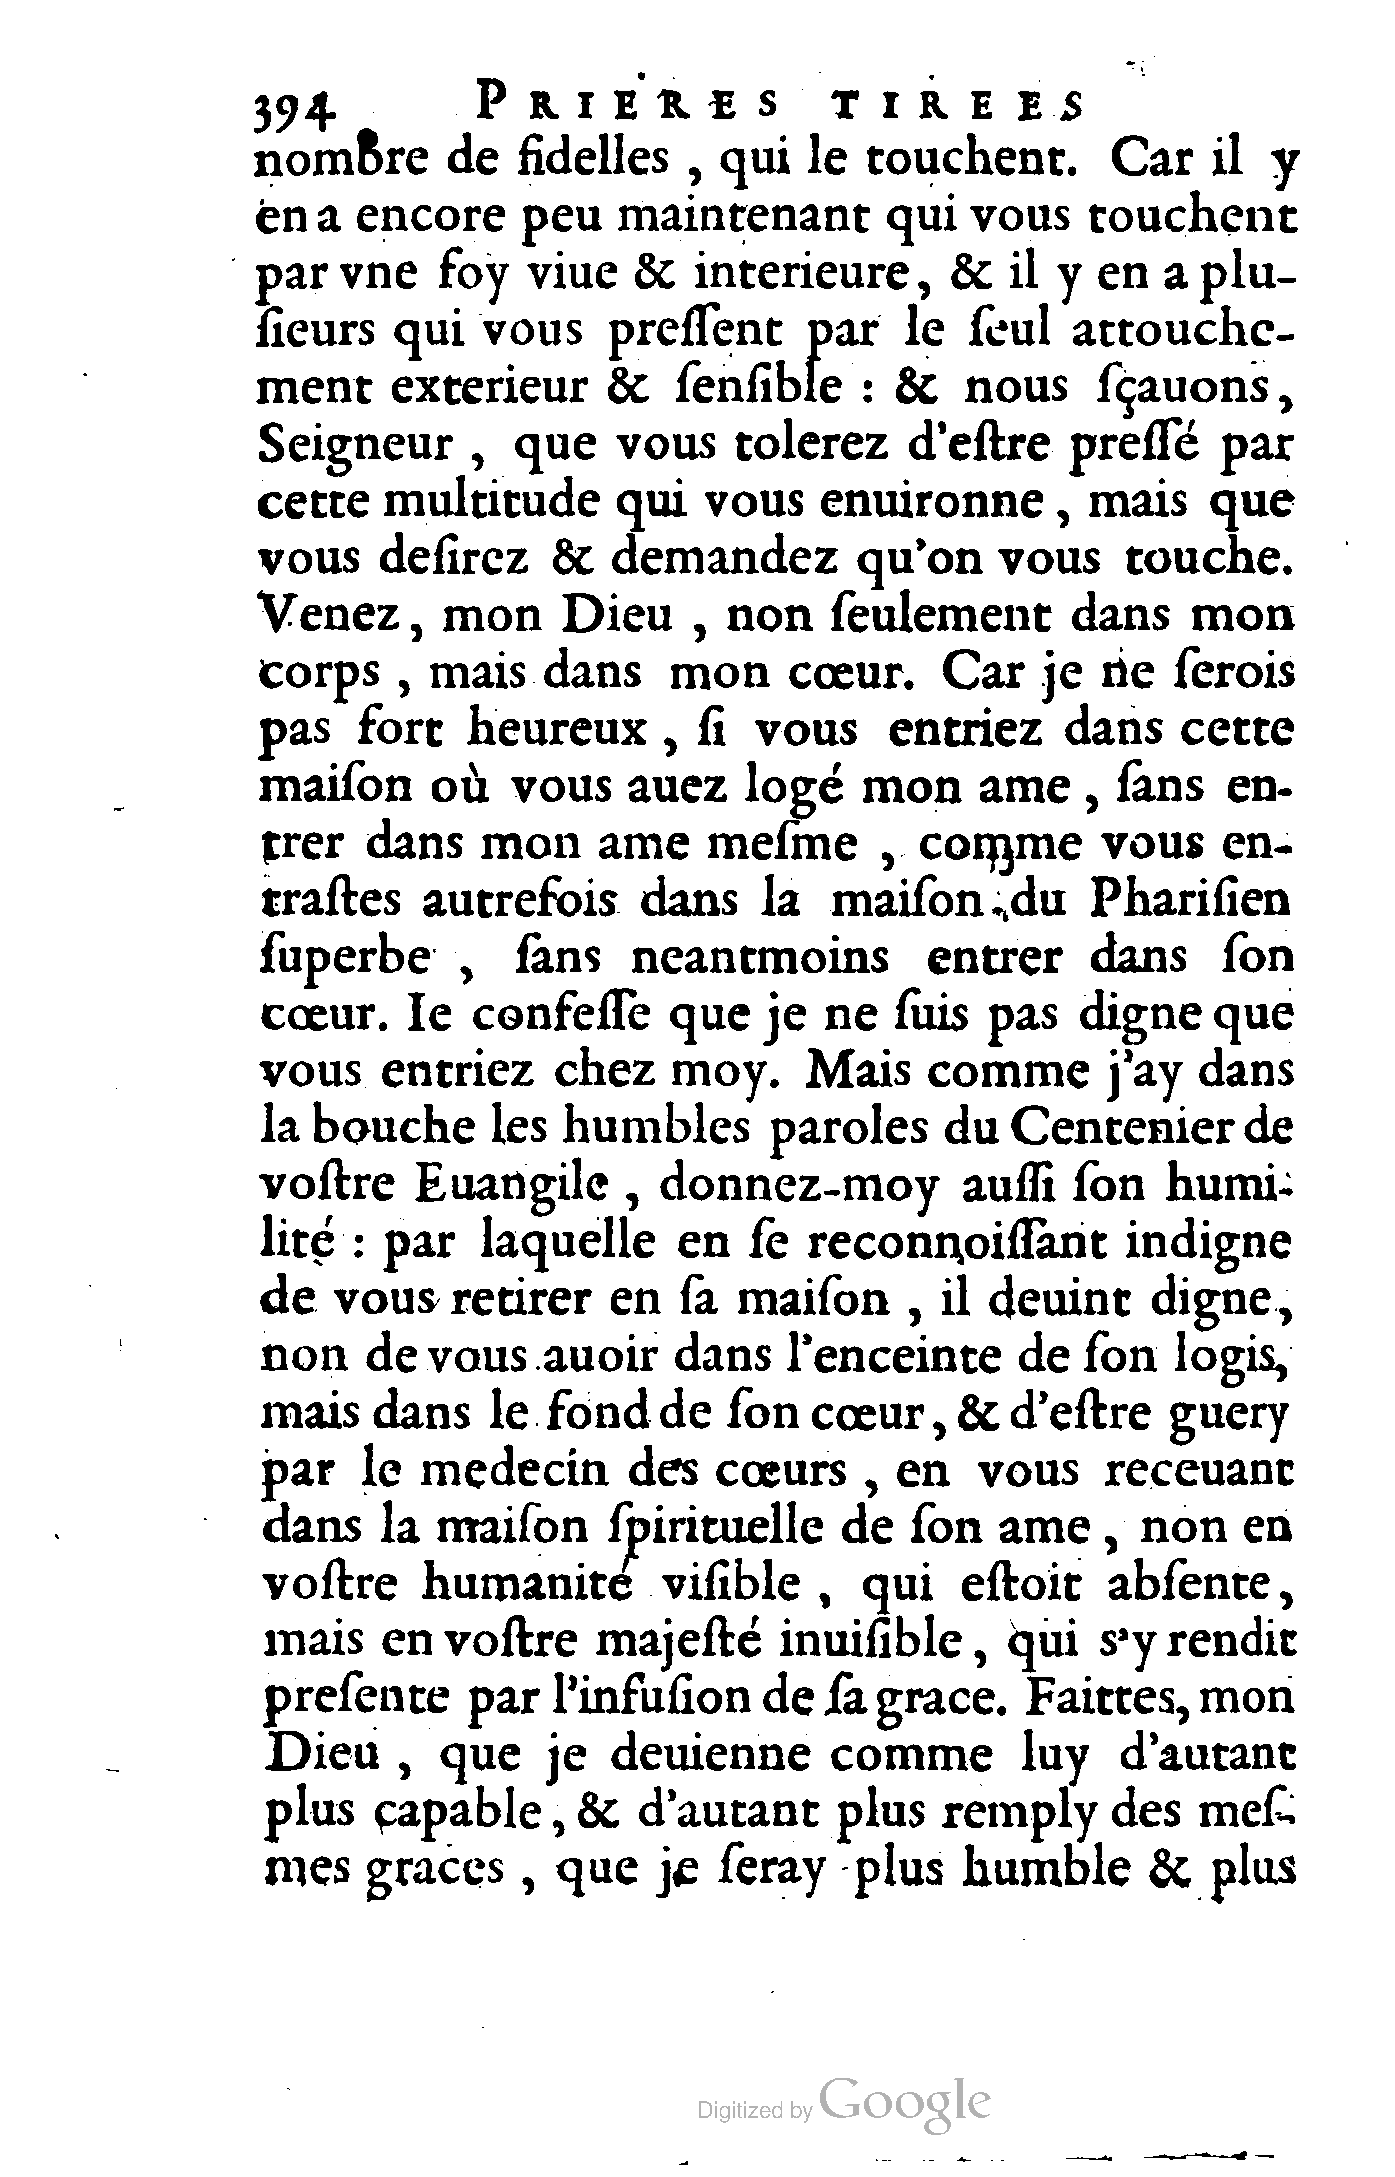 394 PRIERES TIREES
nombre de fidelles , qui le touchent. Car il y
en a encore peu maintenant qui vous touchent
par vne foy viue & interieure, & il y en a plu-
ſieurs qui vous preſſent par le ſeul attouche-
ment exterieur & ſenſible : & nous ſçauons,
Seigneur , que vous tolerez d'eſtre preſſé par
cette multitude qui vous enuironne , mais que
vous deſirez & demandez qu'on vous touche.
Venez, mon Dieu , non ſeulement dans mon
corps , mais dans mon cœur. Car je ne ſerois
pas fort heureux , ſi vous entriez dans cette
maiſon où vous auez logé mon ame , ſans en-
trer dans mon ame meſme , comme vous en-
traſtes autrefois dans la maiſon du Phariſien
ſuperbe , ſans neantmoins entrer dans ſon
cœur. Ie confeſſe que je ne ſuis pas digne que
vous entriez chez moy. Mais comme j'ay dans
la bouche les humbles paroles du Centenier de
voſtre Euangile , donnez-moy auſſi ſon humi-
lité : par laquelle en ſe reconnoiſſant indigne
de vous retirer en ſa maiſon , il deuint digne,
non de vous auoir dans l'enceinte de ſon logis,
mais dans le fond de ſon cœur, & d'eſtre guery
par le medecin des cœurs , en vous receuant
dans la maiſon ſpirituelle de ſon ame , non en
voſtre humanité viſible , qui eſtoit abſente,
mais en voſtre majeſté inuiſible , qui s'y rendit
preſente par l'infuſion de ſa grace. Faittes, mon
Dieu , que je deuienne comme luy d'autant
plus capable , & d'autant plus remply des meſ-
mes graces , que je ſeray plus humble & plus
Digitized by Google